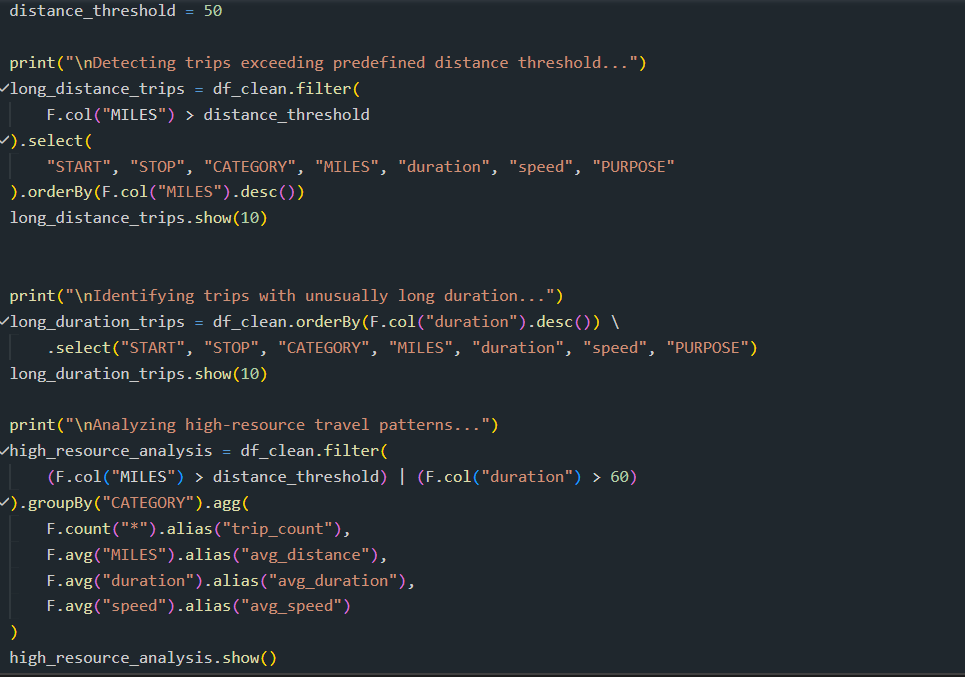 distance_threshold = 50
print("\nDetecting trips exceeding predefined distance threshold...")
long_distance_trips = df_clean.filter(
    F.col("MILES") > distance_threshold
).select(
    "START", "STOP", "CATEGORY", "MILES", "duration", "speed", "PURPOSE"
).orderBy(F.col("MILES").desc())
long_distance_trips.show(10)
print("\nIdentifying trips with unusually long duration...")
long_duration_trips = df_clean.orderBy(F.col("duration").desc()) \
    .select("START", "STOP", "CATEGORY", "MILES", "duration", "speed", "PURPOSE")
long_duration_trips.show(10)
print("\nAnalyzing high-resource travel patterns...")
high_resource_analysis = df_clean.filter(
    (F.col("MILES") > distance_threshold) | (F.col("duration") > 60)
).groupBy("CATEGORY").agg(
    F.count("*").alias("trip_count"),
    F.avg("MILES").alias("avg_distance"),
    F.avg("duration").alias("avg_duration"),
    F.avg("speed").alias("avg_speed")
)
high_resource_analysis.show()